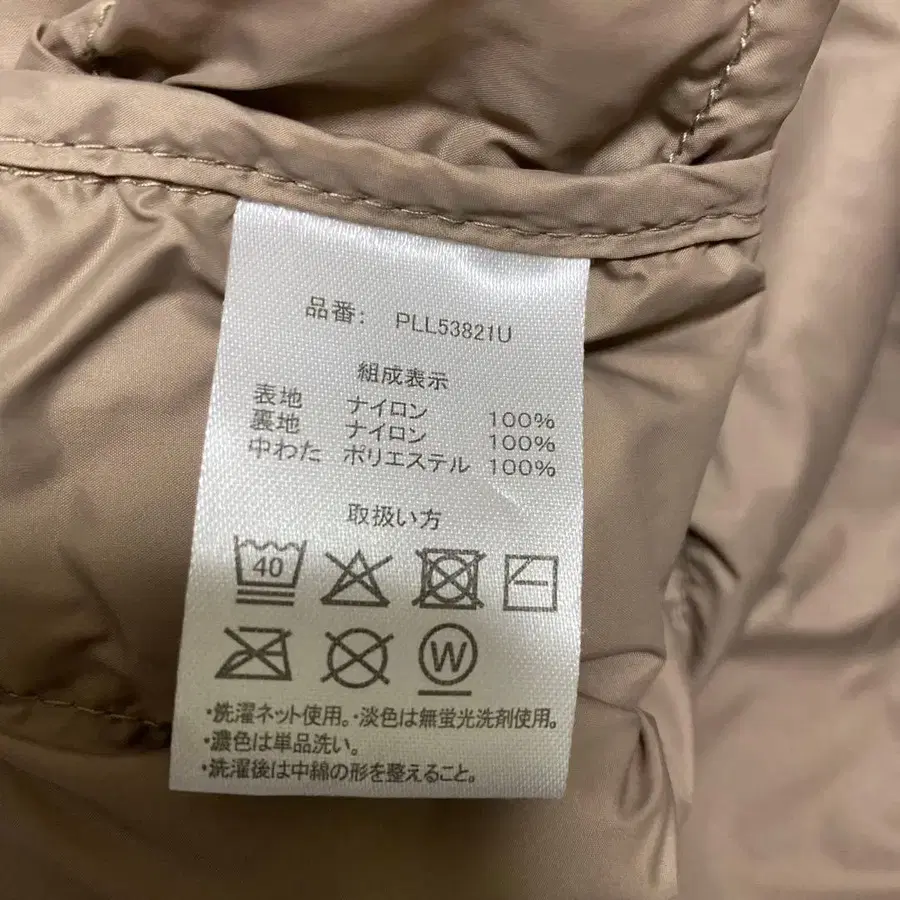 品番: PLL53821U
組成表示
表地 ナイロン 100%
裏地 ナイロン 100%
中わた ポリエステル 100%
取扱い方
40
W
・洗濯ネット使用。・淡色は無蛍光洗剤使用。
・濃色は単品洗い。
・洗濯後は中綿の形を整えること。